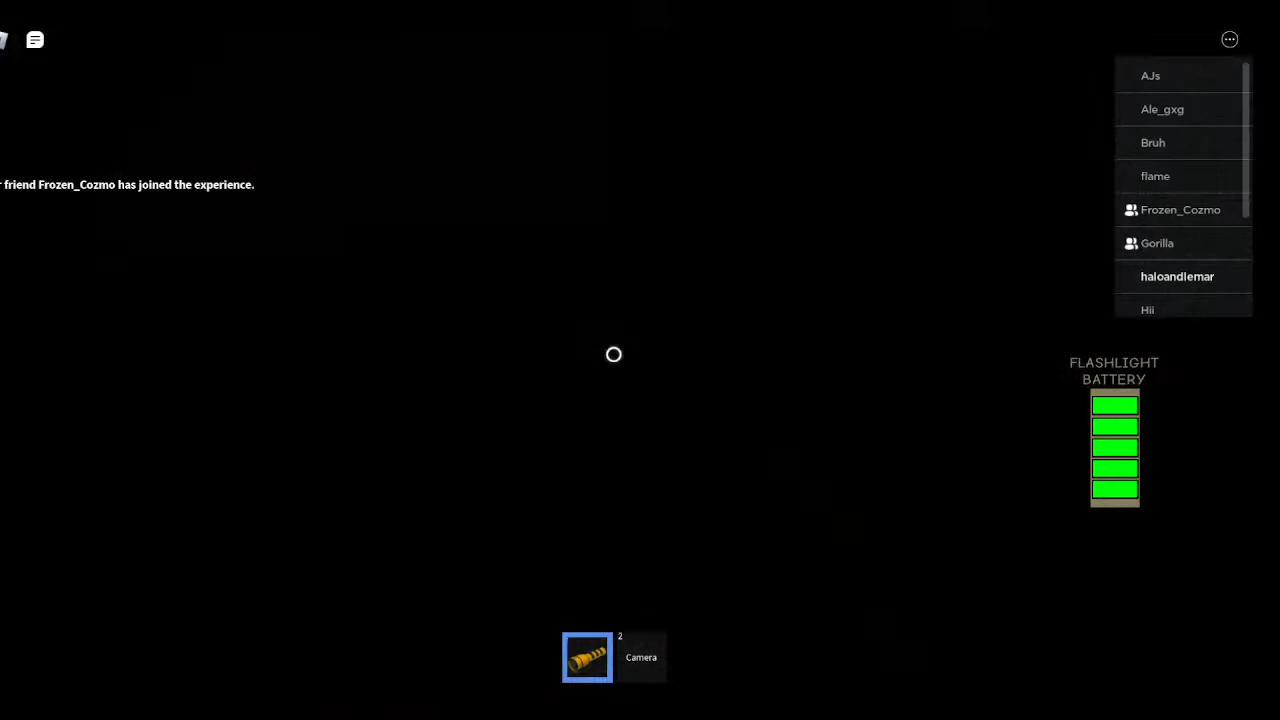 AJs
Ale_gxg
Bruh
flame
friend Frozen_Cozmo has joined the experience.
Frozen_Cozmo
Gorilla
haloandlemar
Hii
FLASHLIGHT
BATTERY
2
Camera